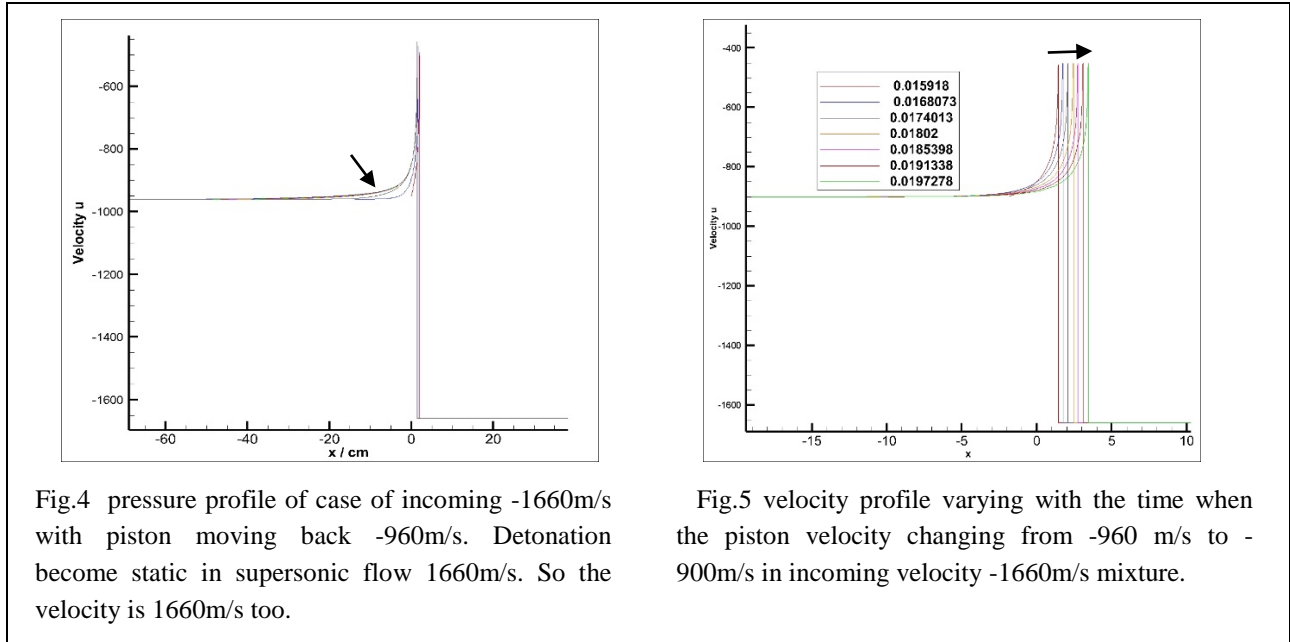 -600
-800
-1000
-1200
-1400
-1600
Velocity u
-60
-40
-20
0
20
x / cm
-400
-600
-800
-1000
-1200
-1400
-1600
Velocity u
0.015918
0.0168073
0.0174013
0.01802
0.0185398
0.0191338
0.0197278
-15
-10
-5
0
5
10
x
Fig.4 pressure profile of case of incoming -1660m/s
with piston moving back -960m/s. Detonation
become static in supersonic flow 1660m/s. So the
velocity is 1660m/s too.
Fig.5 velocity profile varying with the time when
the piston velocity changing from -960 m/s to -
900m/s in incoming velocity -1660m/s mixture.